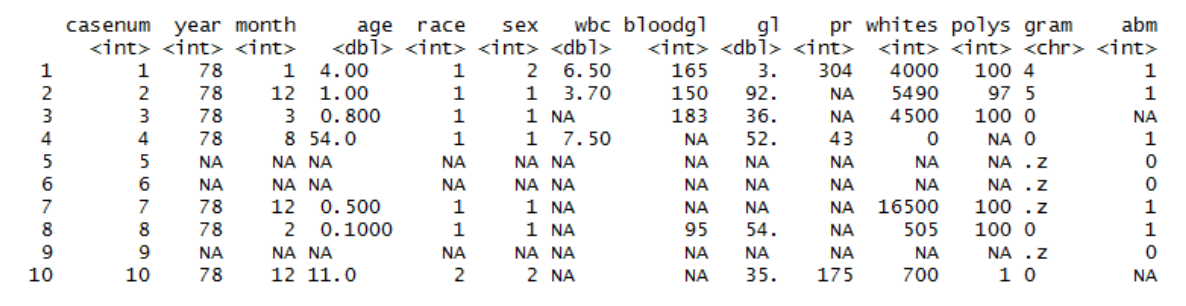 casenum year month age race sex wbc bloodgl gl pr whites polys gram abm
<int> <int> <int> <dbl> <int> <int> <dbl> <int> <dbl> <int> <int> <int> <chr> <int>
1 1 78 1 4.00 1 2 6.50 165 3. 304 4000 100 4 1
2 2 78 12 1.00 1 1 3.70 150 92. NA 5490 97 5 1
3 3 78 3 0.800 1 1 NA 183 36. NA 4500 100 0 NA
4 4 78 8 54.0 1 1 7.50 NA 52. 43 0 NA 0 1
5 5 NA NA NA NA NA NA NA NA NA NA NA .z 0
6 6 NA NA NA NA NA NA NA NA NA NA NA .z 0
7 7 78 12 0.500 1 1 NA NA NA NA 16500 100 .z 1
8 8 78 2 0.1000 1 1 NA 95 54. NA 505 100 0 1
9 9 NA NA NA NA NA NA NA NA NA NA NA .z 0
10 10 78 12 11.0 2 2 NA NA 35. 175 700 1 0 NA